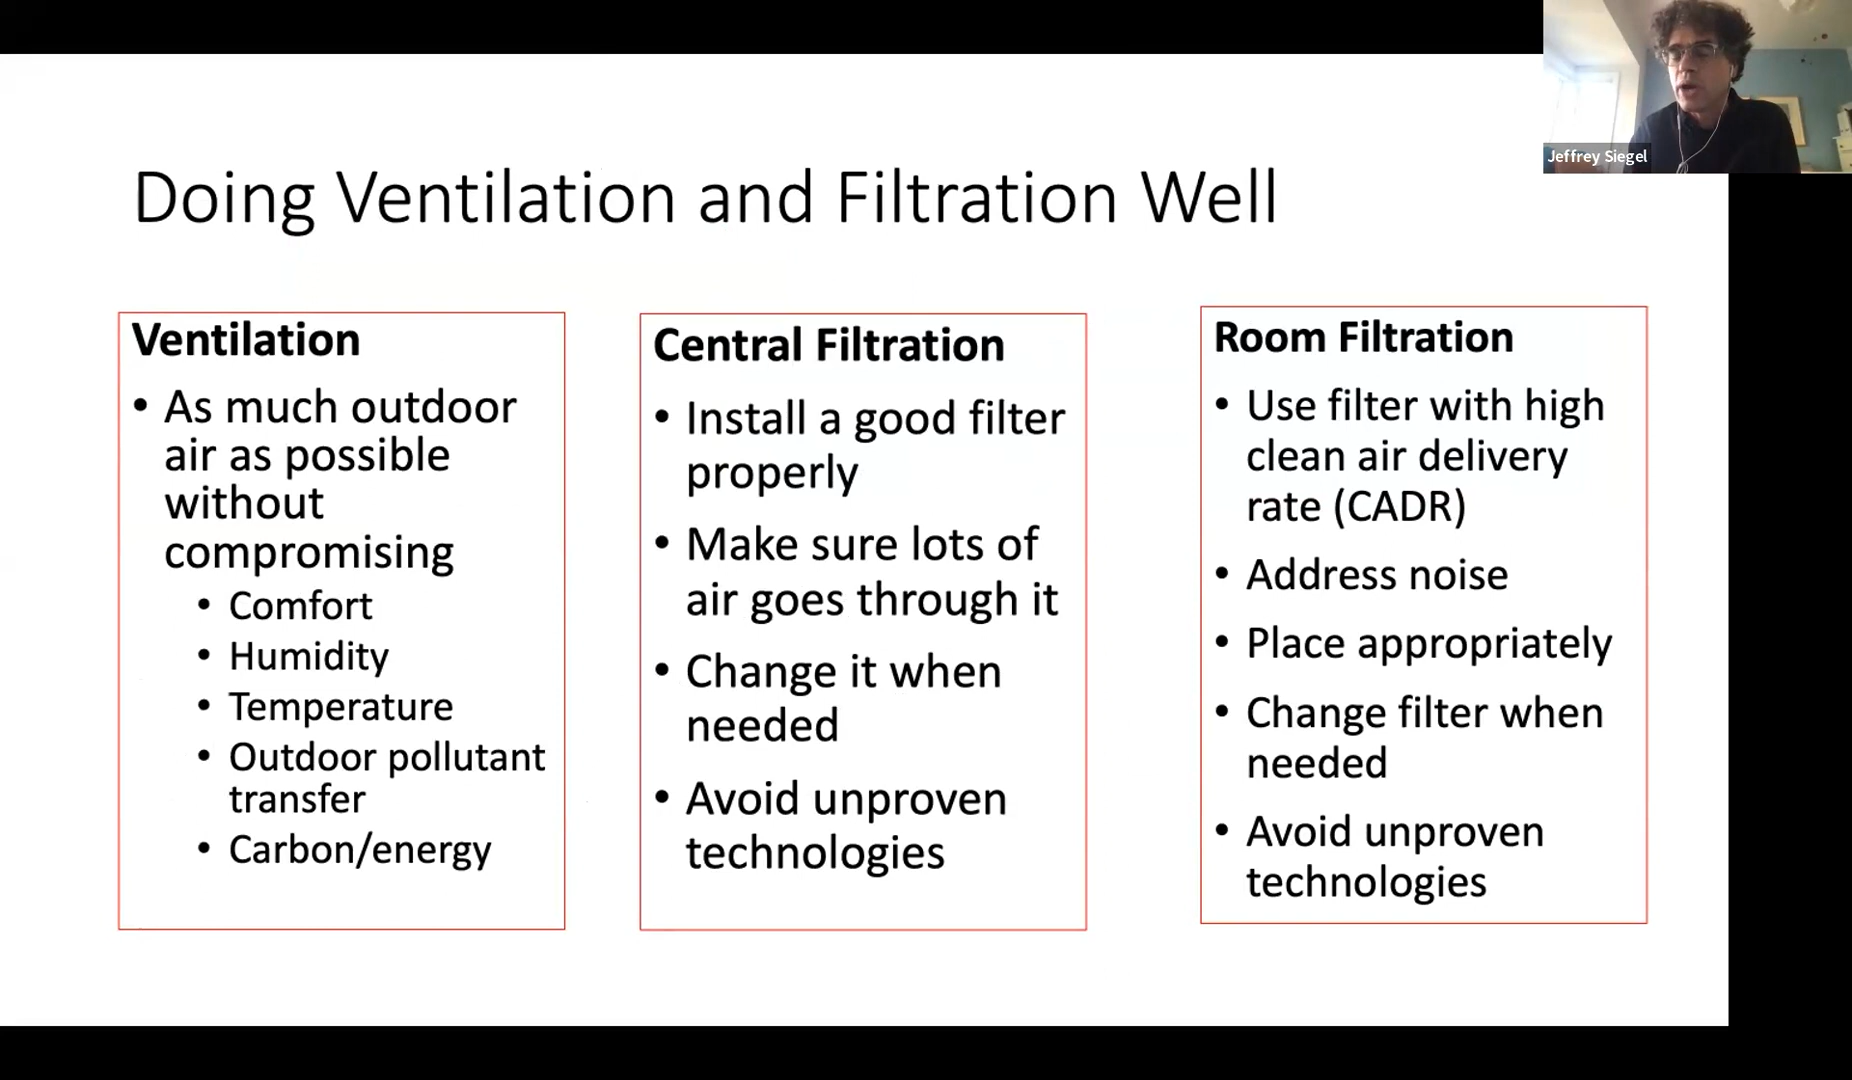 Jeffrey Siegel
Doing Ventilation and Filtration Well
Ventilation
• As much outdoor
air as possible
without
compromising
• Comfort
• Humidity
• Temperature
• Outdoor pollutant
transfer
• Carbon/energy
Central Filtration
• Install a good filter
properly
• Make sure lots of
air goes through it
• Change it when
needed
• Avoid unproven
technologies
Room Filtration
• Use filter with high
clean air delivery
rate (CADR)
• Address noise
• Place appropriately
• Change filter when
needed
• Avoid unproven
technologies